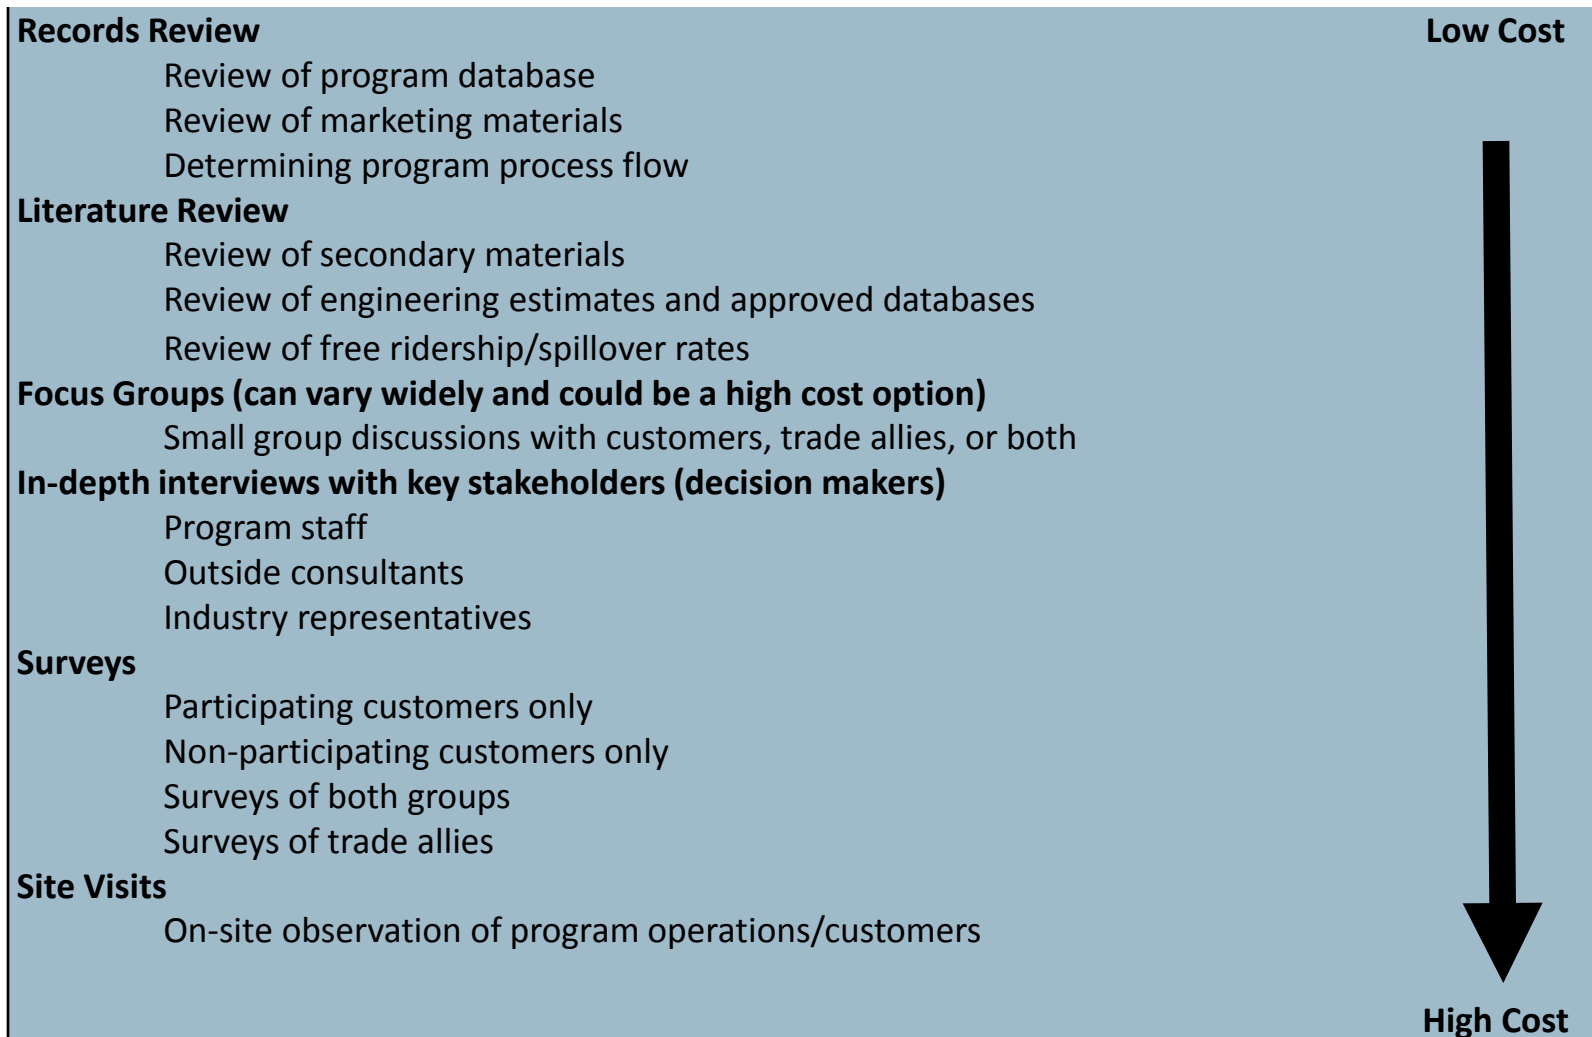 Records Review
Low Cost
Review of program database
Review of marketing materials
Determining program process flow
Literature Review
Review of secondary materials
Review of engineering estimates and approved databases
Review of free ridership/spillover rates
Focus Groups (can vary widely and could be a high cost option)
Small group discussions with customers, trade allies, or both
In-depth interviews with key stakeholders (decision makers)
Program staff
Outside consultants
Industry representatives
Surveys
Participating customers only
Non-participating customers only
Surveys of both groups
Surveys of trade allies
Site Visits
On-site observation of program operations/customers
High Cost